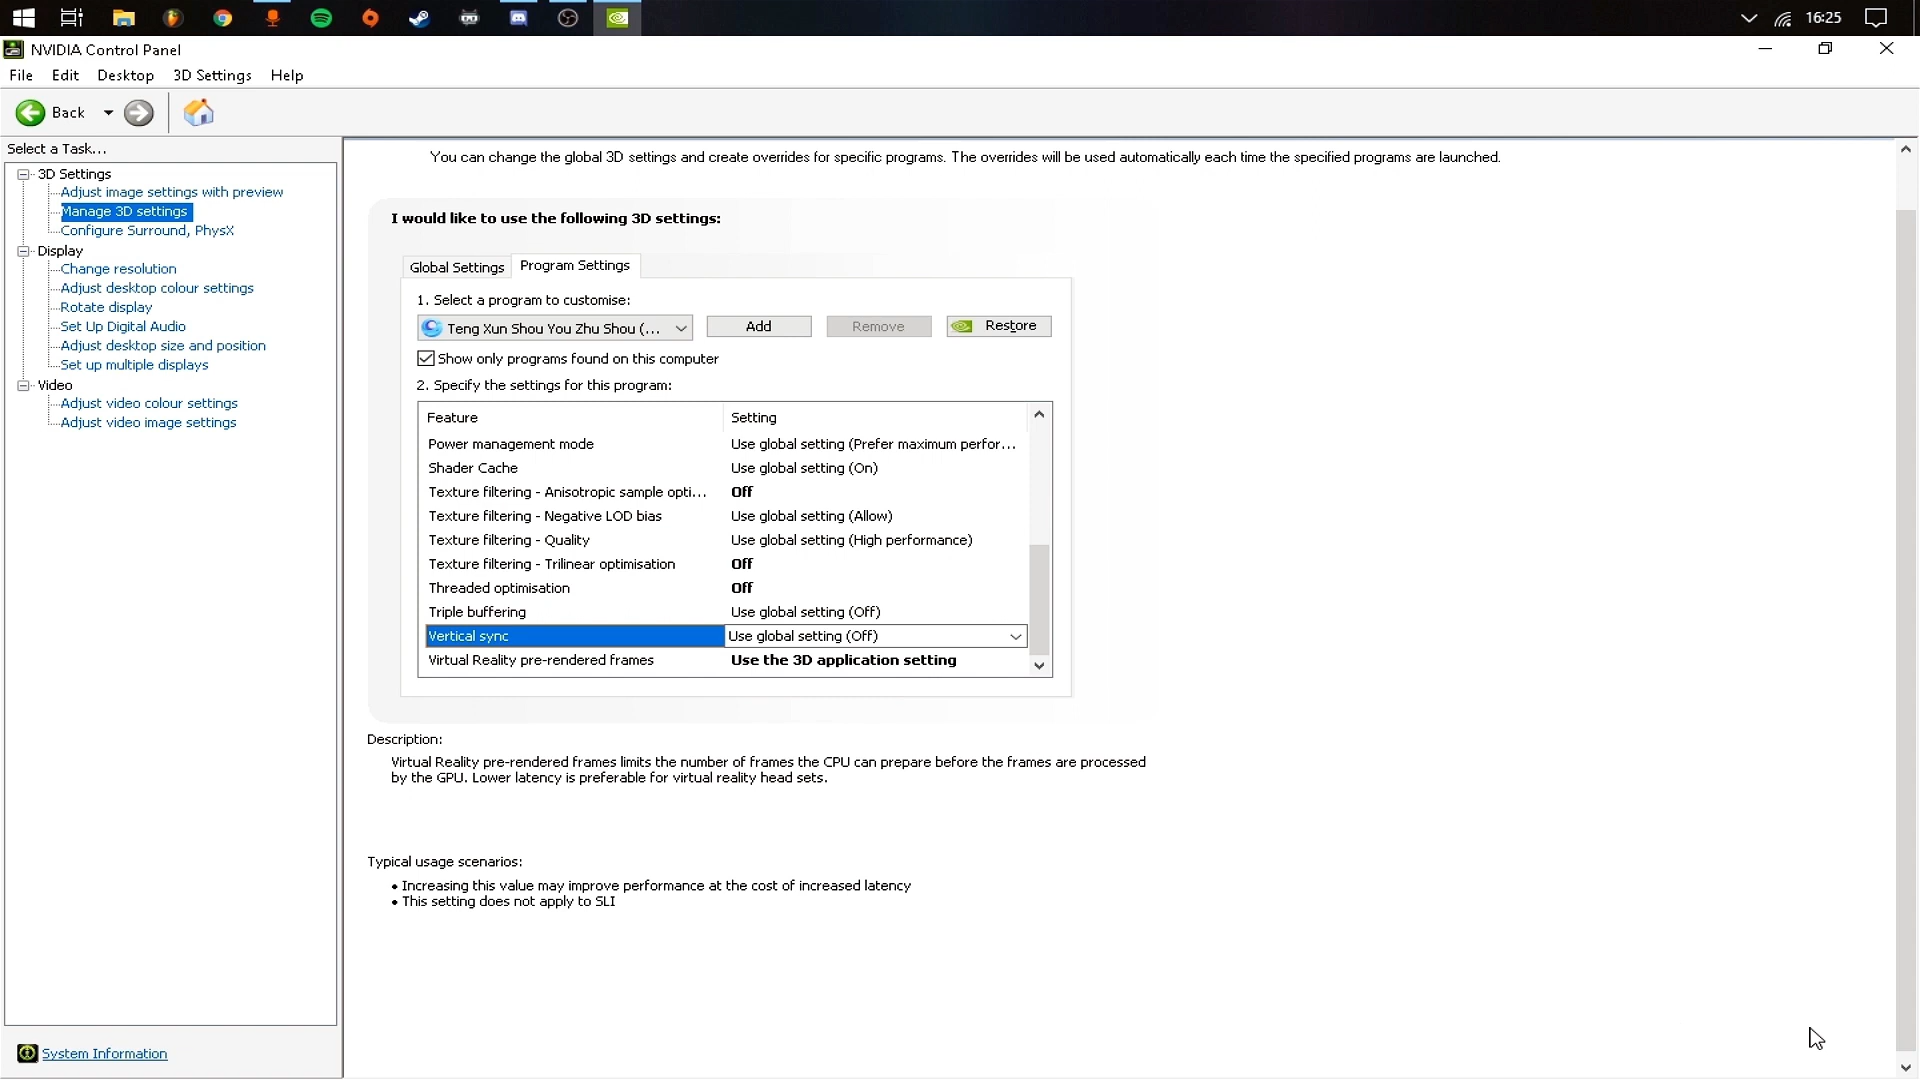 16:25
NVIDIA Control Panel
File Edit Desktop 3D Settings Help
Back
Select a Task...
3D Settings
Adjust image settings with preview
Manage 3D settings
Configure Surround, PhysX
Display
Change resolution
Adjust desktop colour settings
Rotate display
Set Up Digital Audio
Adjust desktop size and position
Set up multiple displays
Video
Adjust video colour settings
Adjust video image settings
System Information
You can change the global 3D settings and create overrides for specific programs. The overrides will be used automatically each time the specified programs are launched.
I would like to use the following 3D settings:
Global Settings Program Settings
1. Select a program to customise:
Teng Xun Shou You Zhu Shou (... Add Remove Restore
Show only programs found on this computer
2. Specify the settings for this program:
Feature Setting
Power management mode Use global setting (Prefer maximum perfor...
Shader Cache Use global setting (On)
Texture filtering - Anisotropic sample opti... Off
Texture filtering - Negative LOD bias Use global setting (Allow)
Texture filtering - Quality Use global setting (High performance)
Texture filtering - Trilinear optimisation Off
Threaded optimisation Off
Triple buffering Use global setting (Off)
Vertical sync Use global setting (Off)
Virtual Reality pre-rendered frames Use the 3D application setting
Description:
Virtual Reality pre-rendered frames limits the number of frames the CPU can prepare before the frames are processed
by the GPU. Lower latency is preferable for virtual reality head sets.
Typical usage scenarios:
• Increasing this value may improve performance at the cost of increased latency
• This setting does not apply to SLI